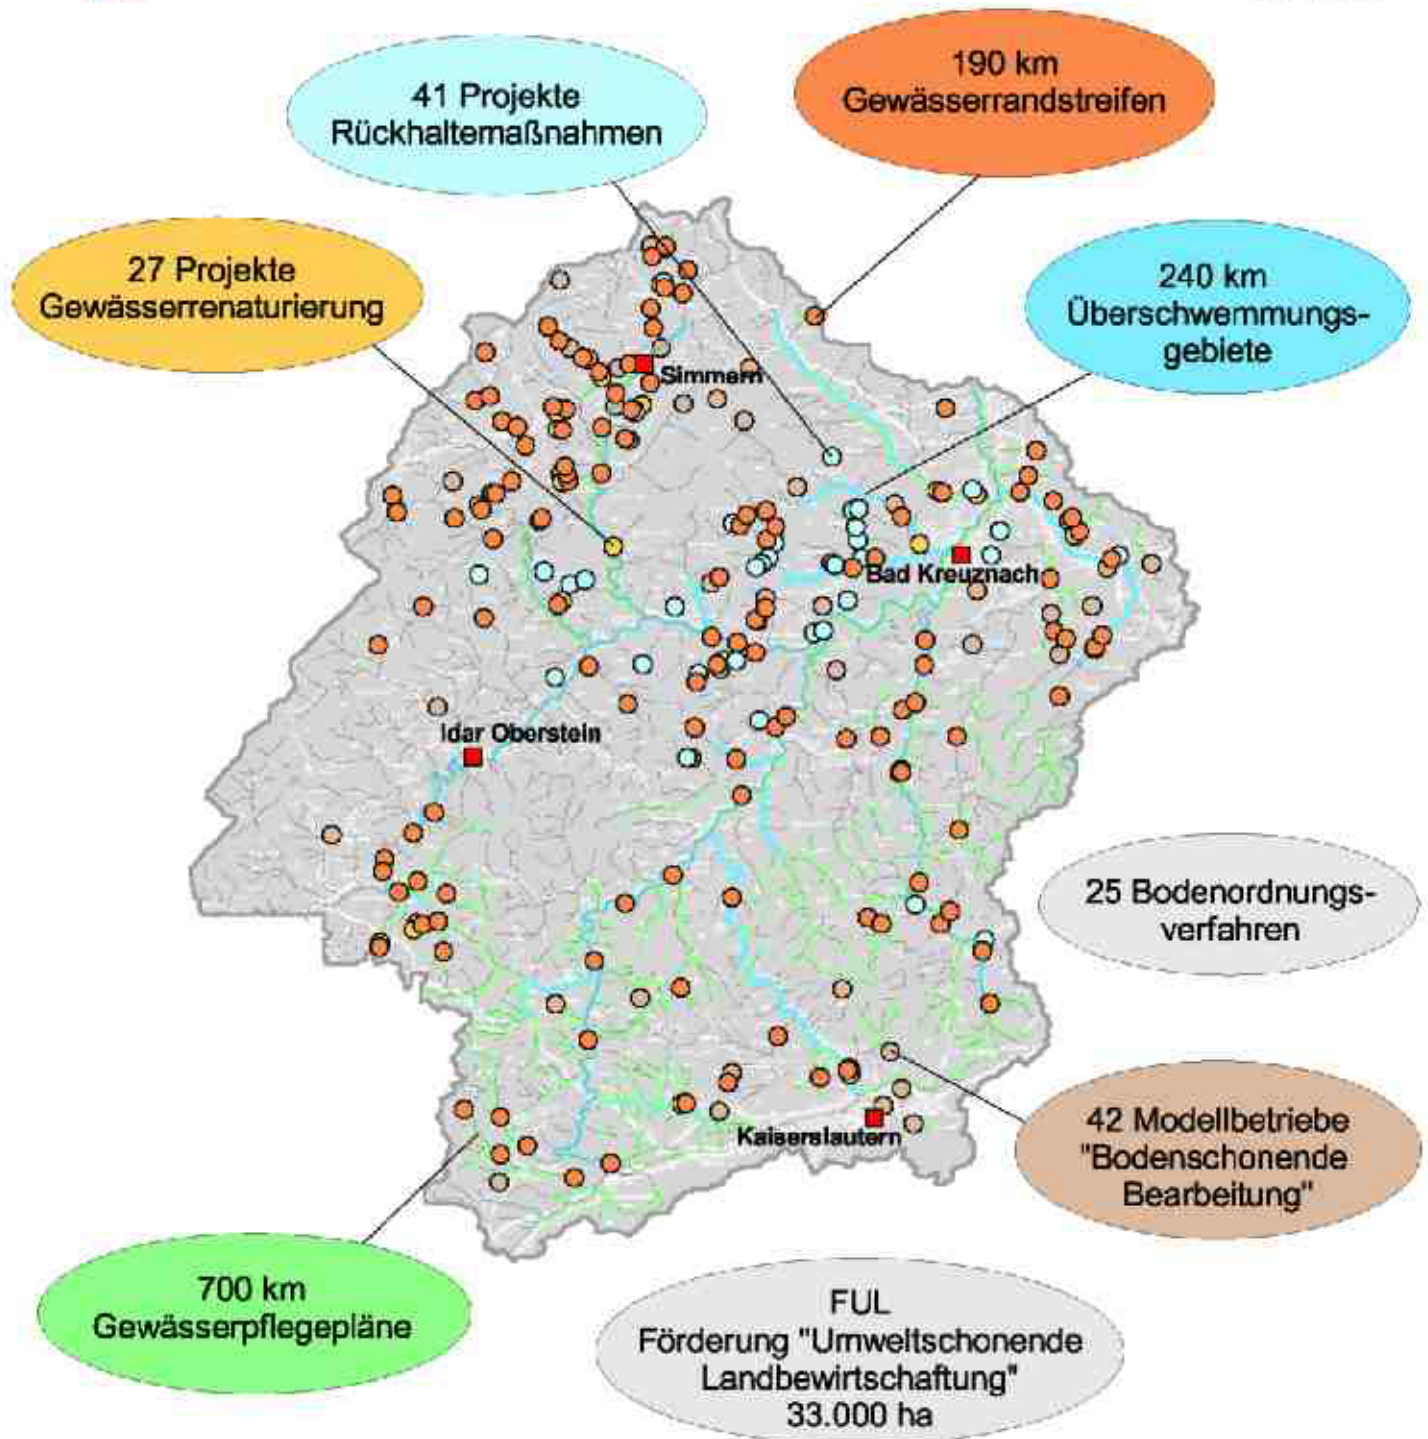 190 km
Gewässerrandstreifen
41 Projekte
Rückhaltemaßnahmen
27 Projekte
Gewässerrenaturierung
240 km
Überschwemmungs-
gebiete
Simmern
Bad Kreuznach
Idar Oberstein
25 Bodenordnungs-
verfahren
Kaiserslautern
42 Modellbetriebe
"Bodenschonende
Bearbeitung"
700 km
Gewässerpflegepläne
FUL
Förderung "Umweltschonende
Landbewirtschaftung"
33.000 ha